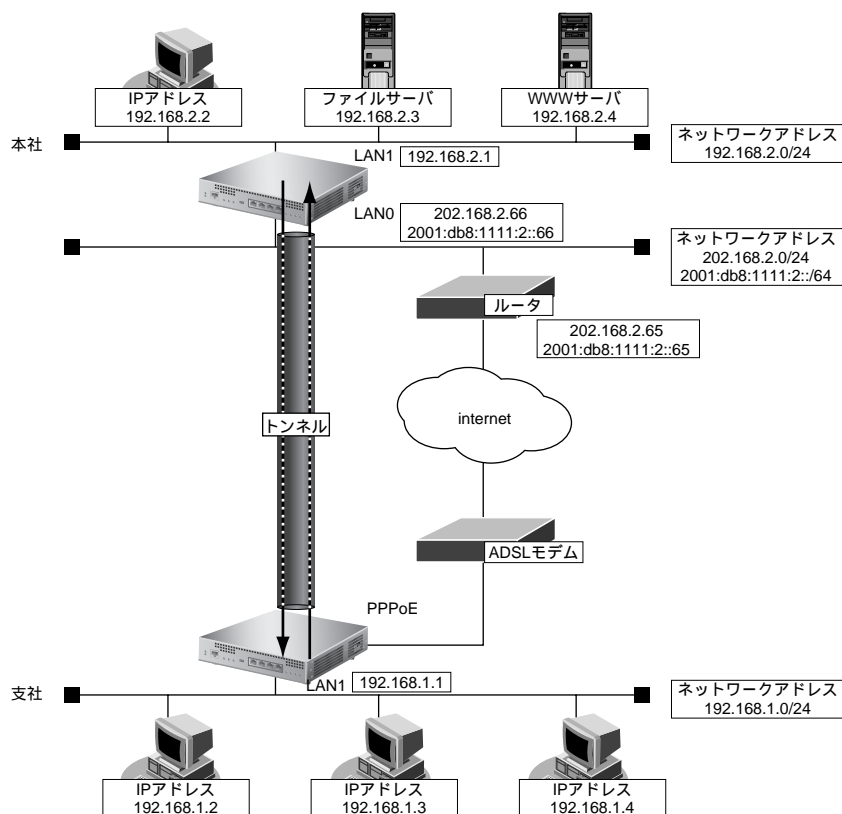 IPアドレス
192.168.2.2
ファイルサーバ
192.168.2.3
WWWサーバ
192.168.2.4
本社
ネットワークアドレス
192.168.2.0/24
LAN1
192.168.2.1
LAN0
202.168.2.66
2001:db8:1111:2::66
ネットワークアドレス
202.168.2.0/24
2001:db8:1111:2::/64
ルータ
202.168.2.65
2001:db8:1111:2::65
internet
トンネル
ADSLモデム
PPPoE
LAN1
192.168.1.1
支社
ネットワークアドレス
192.168.1.0/24
IPアドレス
192.168.1.2
IPアドレス
192.168.1.3
IPアドレス
192.168.1.4